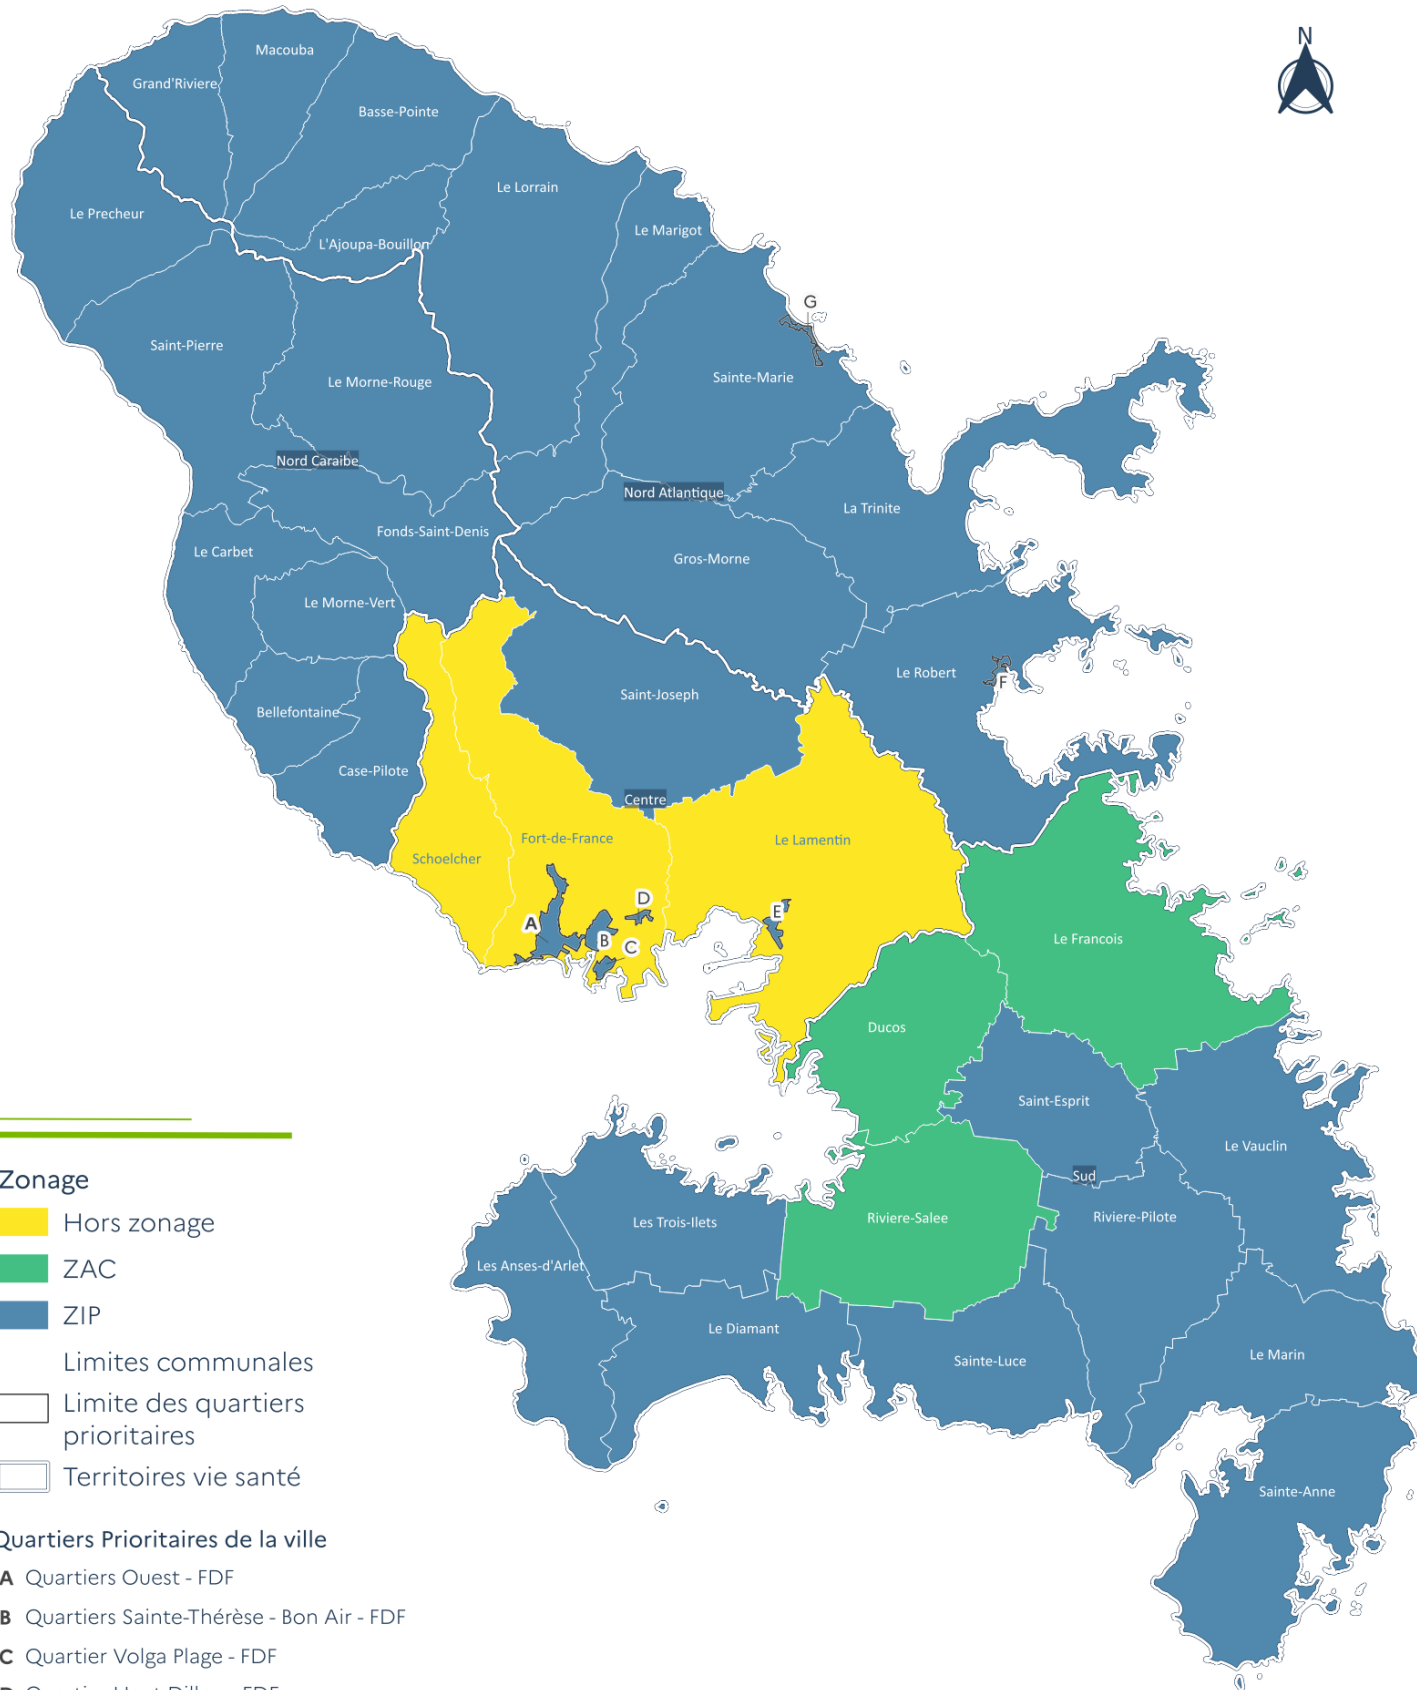 N
Macouba
Grand'Riviere
Basse-Pointe
Le Lorrain
Le Precheur
Le Marigot
L'Ajoupa-Bouillon
G
Saint-Pierre
Sainte-Marie
Le Morne-Rouge
Nord Caraibe
Nord Atlantique
La Trinite
Fonds-Saint-Denis
Le Carbet
Gros-Morne
Le Morne-Vert
Le Robert
F
Saint-Joseph
Bellefontaine
Case-Pilote
Centre
Fort-de-France
Le Lamentin
Schoelcher
D
E
A
B
C
Le Francois
Ducos
Saint-Esprit
Le Vauclin
Sud
Riviere-Salee
Riviere-Pilote
Les Trois-Ilets
Les Anses-d'Arlet
Le Diamant
Sainte-Luce
Le Marin
Sainte-Anne
Zonage
Hors zonage
ZAC
ZIP
Limites communales
Limite des quartiers
prioritaires
Territoires vie santé
Quartiers Prioritaires de la ville
A Quartiers Ouest - FDF
B Quartiers Sainte-Thérèse - Bon Air - FDF
C Quartier Volga Plage - FDF